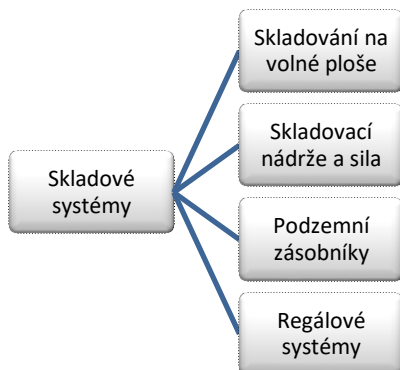 Skladové
systémy
Skladování na
volné ploše
Skladovací
nádrže a sila
Podzemní
zásobníky
Regálové
systémy